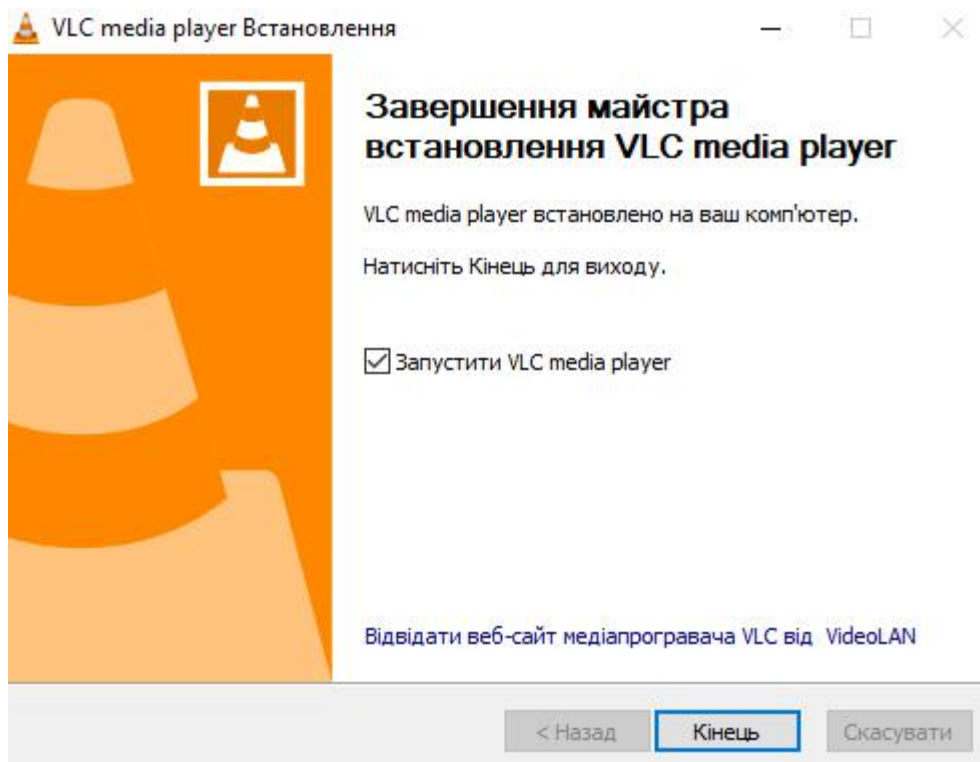 VLC media player Встановлення
Завершення майстра
встановлення VLC media player
VLC media player встановлено на ваш комп'ютер.
Натисніть Кінець для виходу.
Запустити VLC media player
Відвідати веб-сайт медіапрогравача VLC від  VideoLAN
< Назад
Кінець
Скасувати